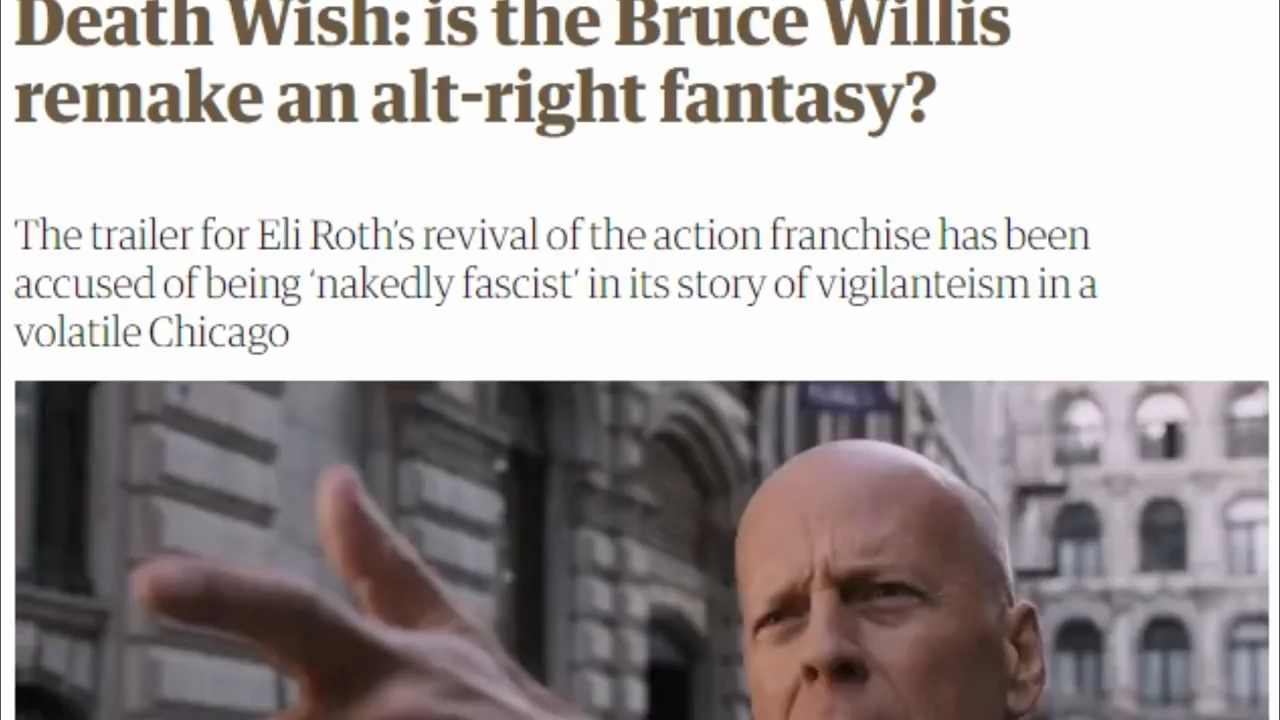 Death Wish: is the Bruce Willis
remake an alt-right fantasy?
The trailer for Eli Roth's revival of the action franchise has been
accused of being ‘nakedly fascist’ in its story of vigilanteism in a
volatile Chicago